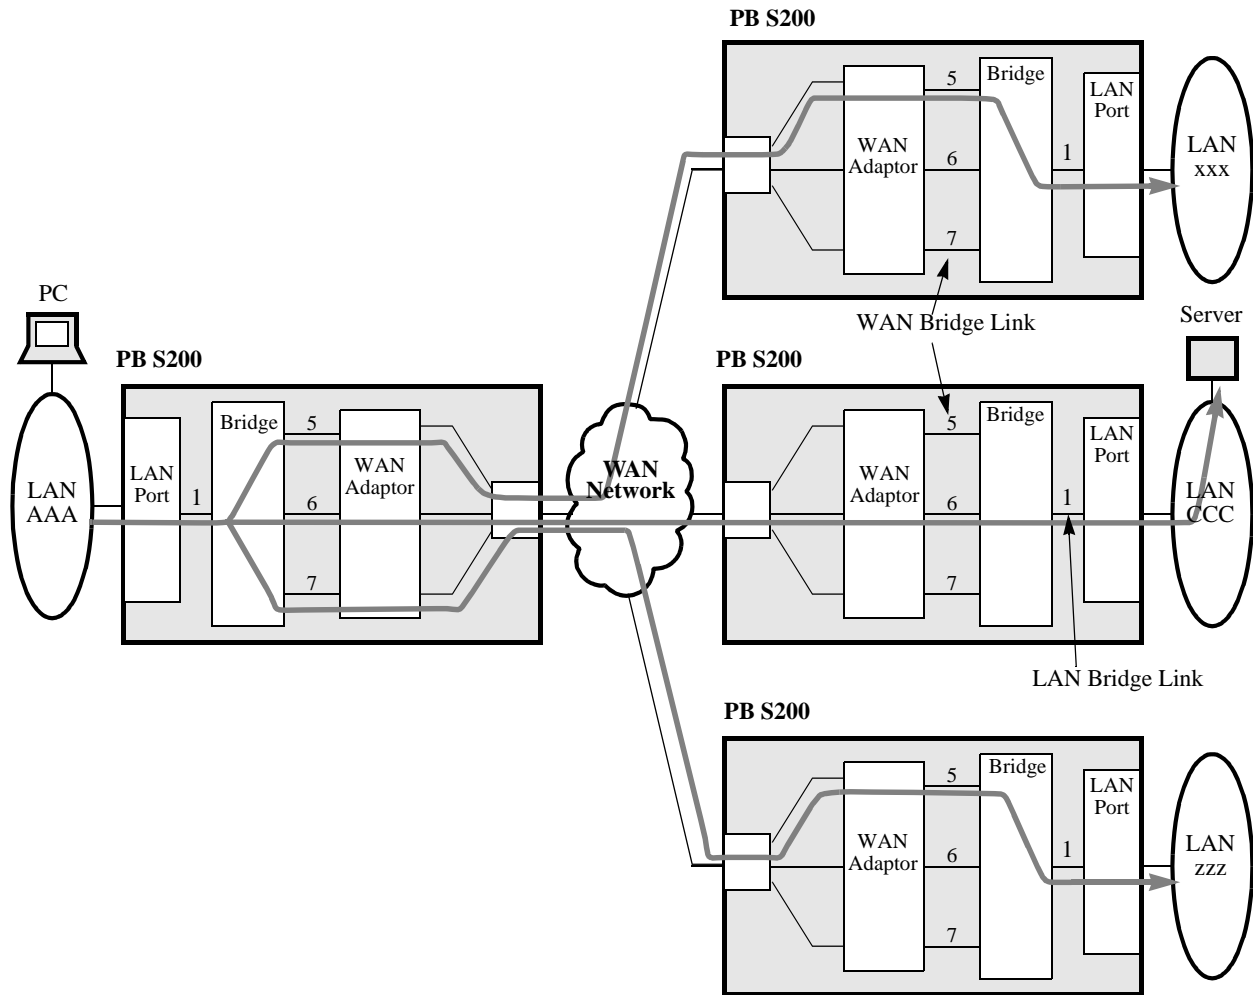 PB S200
Bridge
LAN
Port
5
WAN
Adaptor
6
1
7
LAN
xxx
WAN Bridge Link
PC
PB S200
LAN
AAA
LAN
Port
1
Bridge
5
6
7
WAN
Adaptor
WAN
Network
PB S200
WAN
Adaptor
5
6
7
Bridge
1
LAN
Port
Server
LAN
CCC
LAN Bridge Link
PB S200
WAN
Adaptor
5
6
7
Bridge
1
LAN
Port
LAN
zzz